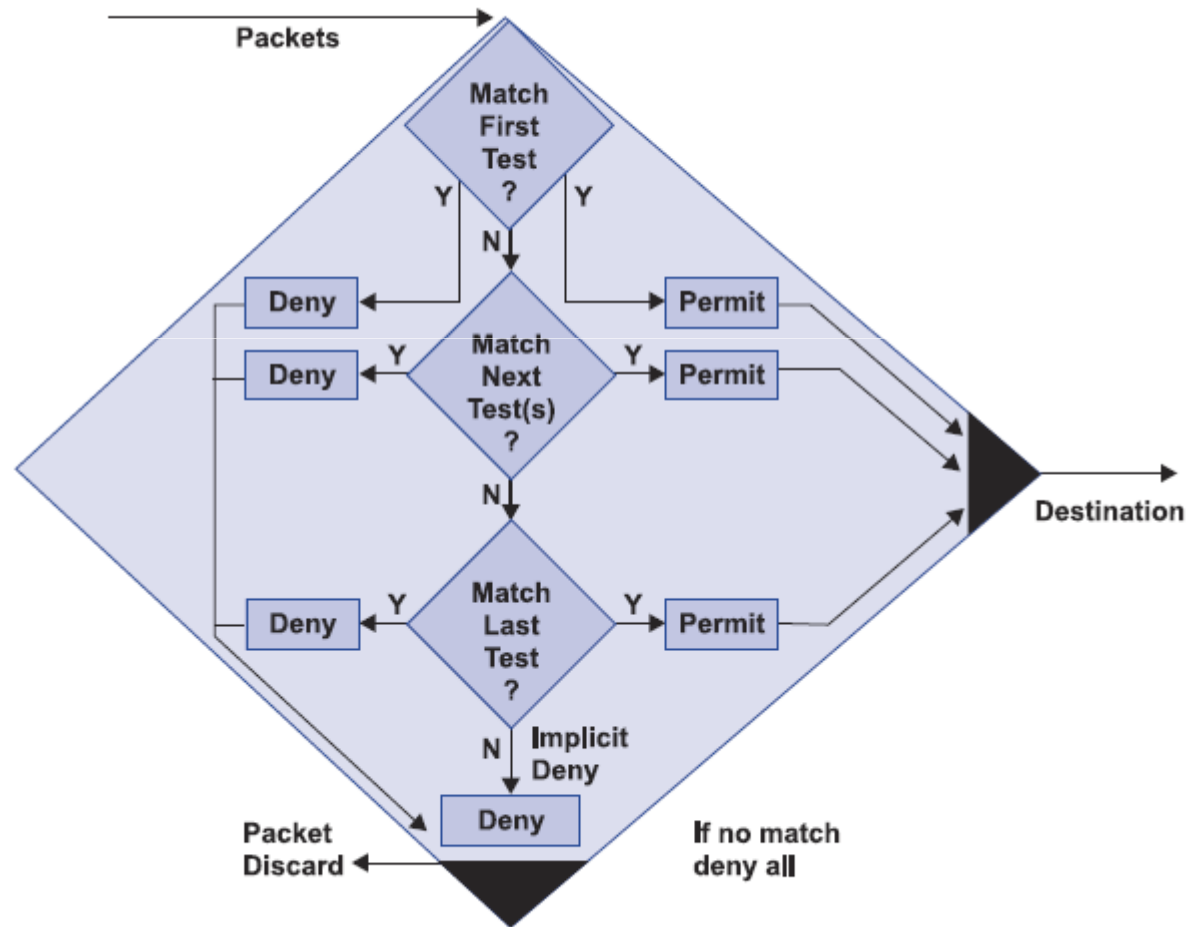 Packets
Match
First
Test
?
Y
Y
N
Deny
Permit
Match
Next
Test(s)
?
Deny
Y
Y
Permit
N
Destination
Match
Last
Test
?
Deny
Y
Y
Permit
N
Implicit
Deny
Deny
Packet
Discard
If no match
deny all